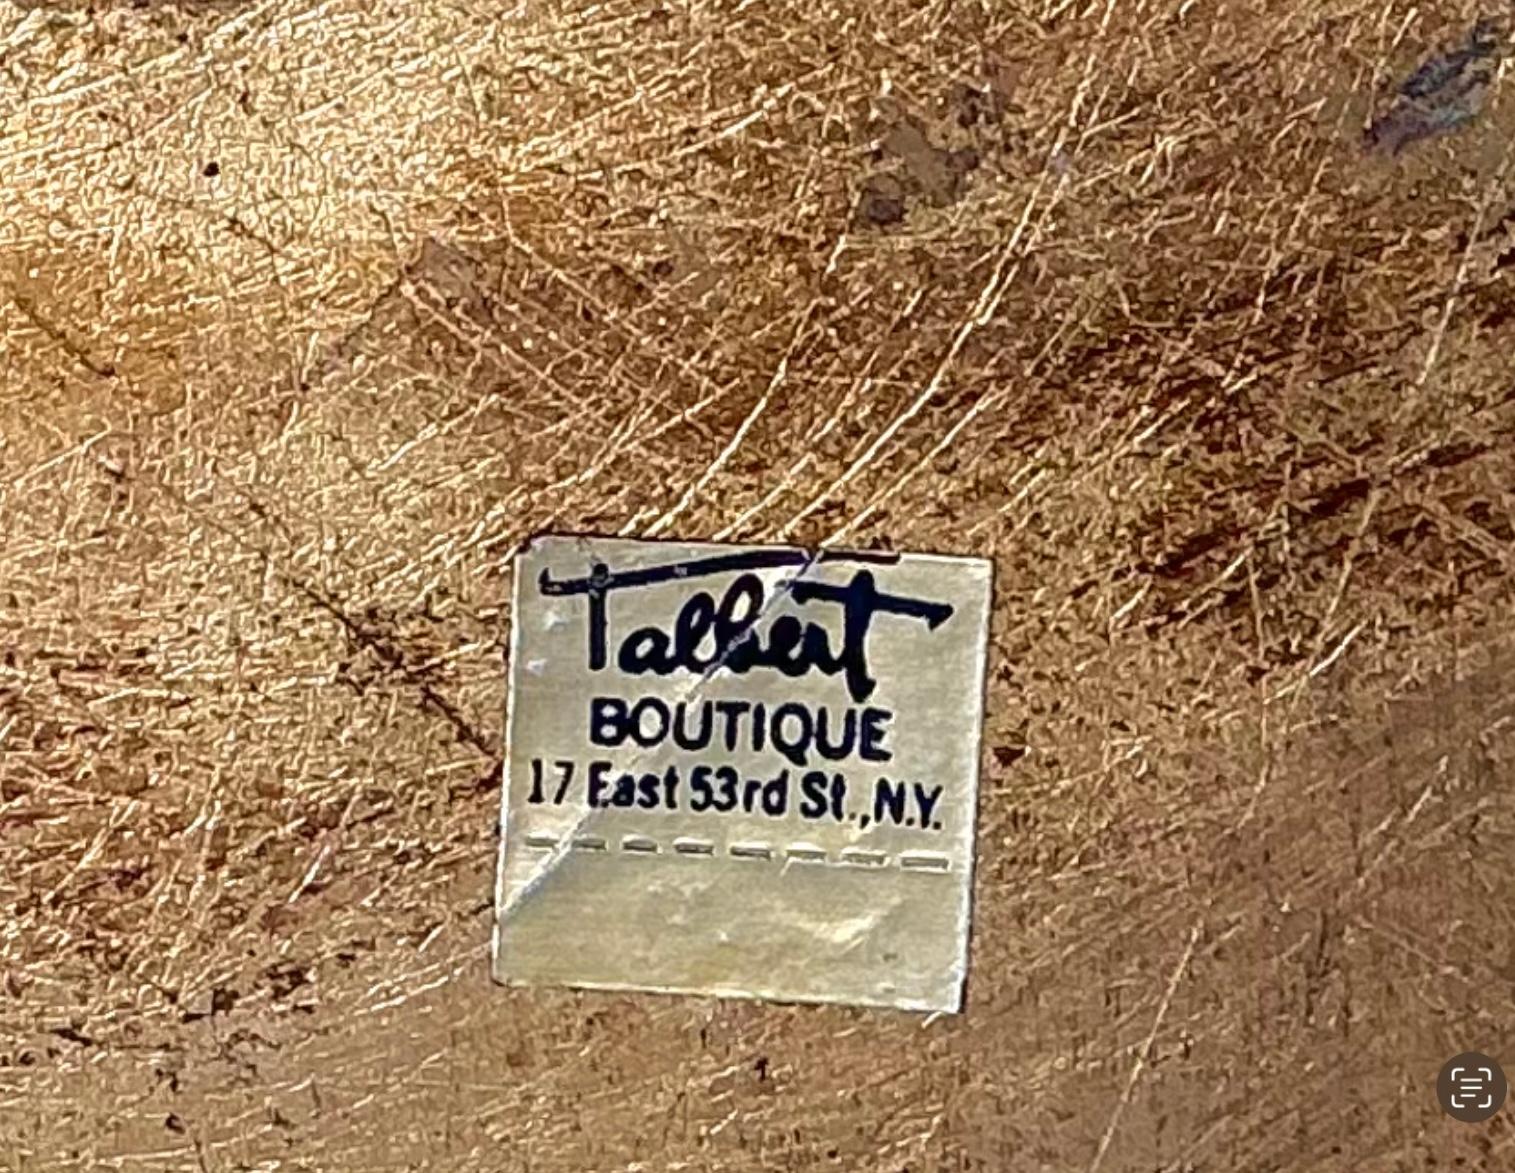 Talbert
BOUTIQUE
17 East 53rd St., N.Y.